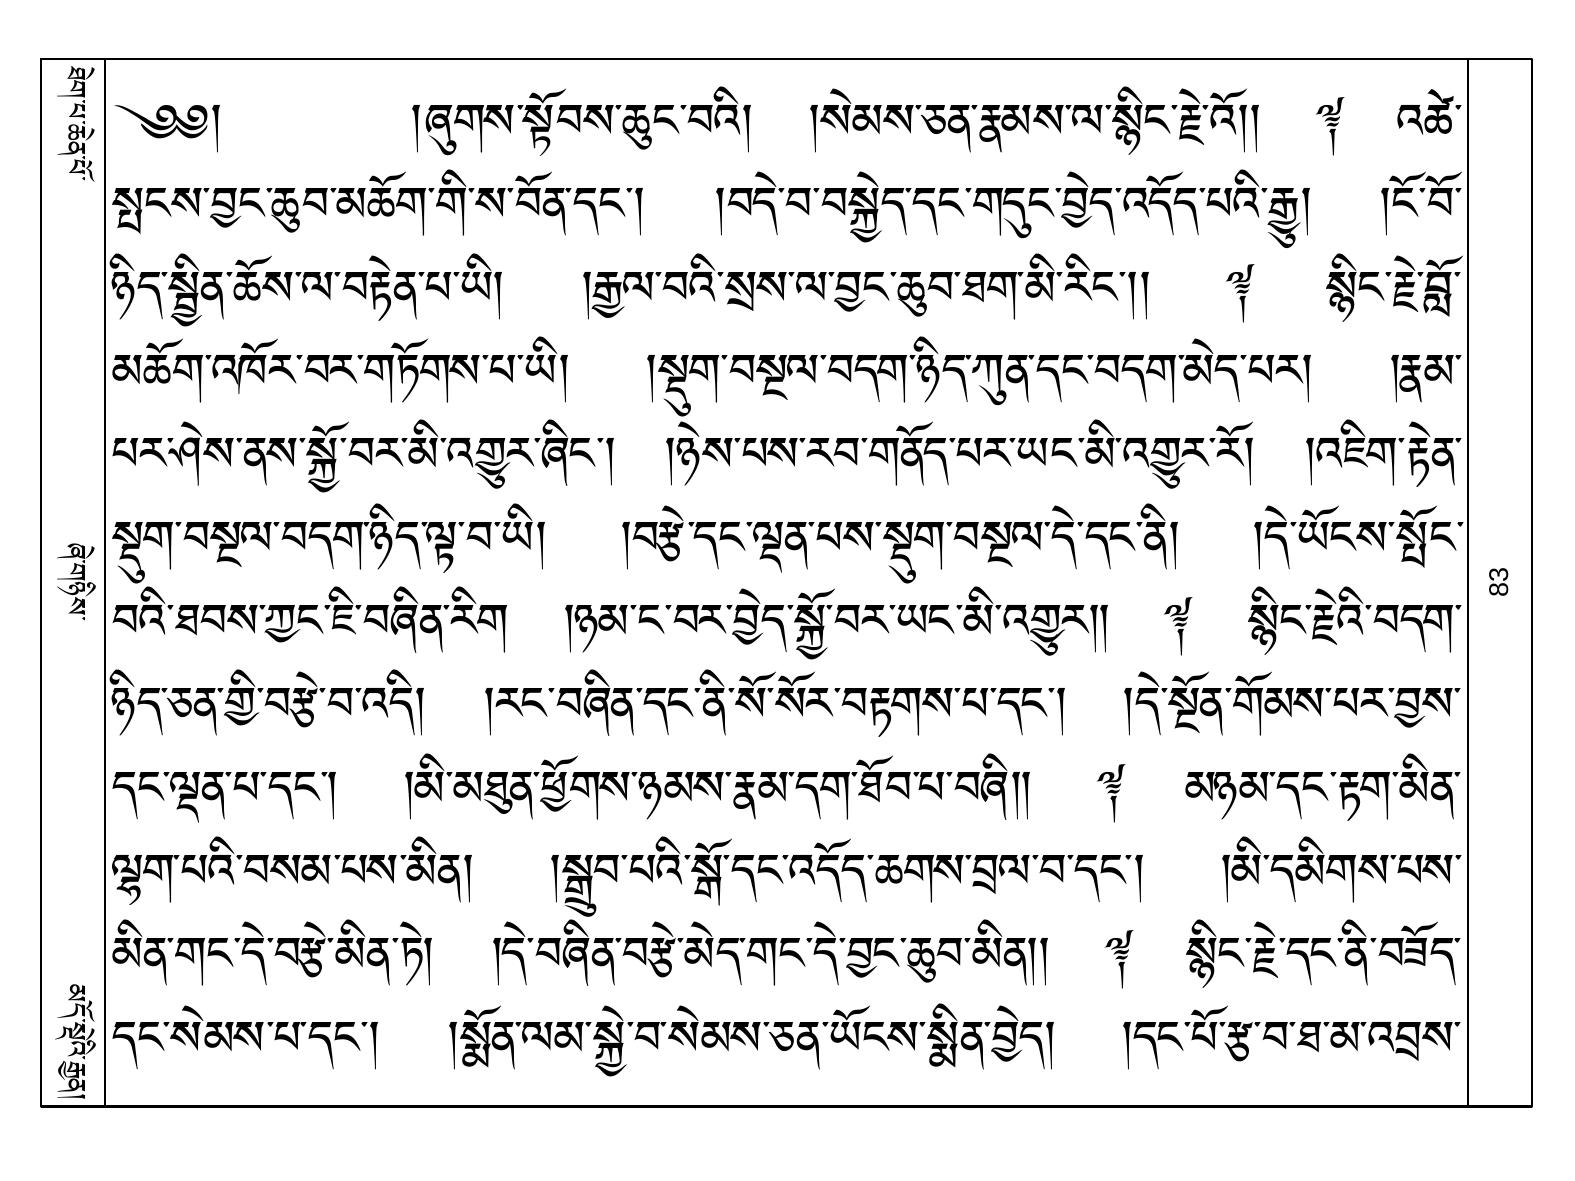 ༄༅། །ཞུགས་སྟོབས་ཆུང་བའི། །སེམས་ཅན་རྣམས་ལ་སྙིང་རྗེ་འོ།། ༈ འཚེ་
སྤངས་བྱང་ཆུབ་མཆོག་གི་ས་བོན་དང་། །བདེ་བ་བསྐྱེད་དང་གདུང་བྱེད་འདོད་པའི་རྒྱུ། །ངོ་བོ་
ཉིད་སྦྱིན་ཆོས་ལ་བརྟེན་པ་ཡི། །རྒྱལ་བའི་སྲས་ལ་བྱང་ཆུབ་ཐག་མི་རིང་།། ༈ སྙིང་རྗེ་བློ་
མཆོག་འཁོར་བར་གཏོགས་པ་ཡི། །སྡུག་བསྔལ་བདག་ཉིད་ཀུན་དང་བདག་མེད་པར། །རྣམ་
པར་ཤེས་ནས་སྐྱོ་བར་མི་འགྱུར་ཞིང་། །ཉེས་པས་རབ་གནོད་པར་ཡང་མི་འགྱུར་རོ། །འཇིག་རྟེན་
སྡུག་བསྔལ་བདག་ཉིད་ལྟ་བ་ཡི། །བརྩེ་དང་ལྡན་པས་སྡུག་བསྔལ་དེ་དང་ནི། །དེ་ཡོངས་སྤོང་
བའི་ཐབས་ཀྱང་ཇི་བཞིན་རིག །ཉམ་ང་བར་བྱེད་སྐྱོ་བར་ཡང་མི་འགྱུར།། ༈ སྙིང་རྗེའི་བདག་
ཉིད་ཅན་གྱི་བརྩེ་བ་འདི། །རང་བཞིན་དང་ནི་སོ་སོར་བརྟགས་པ་དང་། །དེ་སྔོན་གོམས་པར་བྱས་
དང་ལྡན་པ་དང་། །མི་མཐུན་ཕྱོགས་ཉམས་རྣམ་དག་ཐོབ་པ་བཞི།། ༈ མཉམ་དང་རྟག་མིན་
ལྷག་པའི་བསམ་པས་མིན། །སྒྲུབ་པའི་སྒོ་དང་འདོད་ཆགས་བྲལ་བ་དང་། །མི་དམིགས་པས་
མིན་གང་དེ་བརྩེ་མིན་ཏེ། །དེ་བཞིན་བརྩེ་མེད་གང་དེ་བྱང་ཆུབ་མིན།། ༈ སྙིང་རྗེ་དང་ནི་བཟོད་
དང་སེམས་པ་དང་། །སྨོན་ལམ་སྐྱེ་བ་སེམས་ཅན་ཡོངས་སྨིན་བྱེད། །དང་པོ་རྩ་བ་ཐ་མ་འབྲས་
ཐེག་པ་ཆེན་པོ་
ཞེ་གཉིས་
མདོ་སྡེའི་རྒྱན།
83